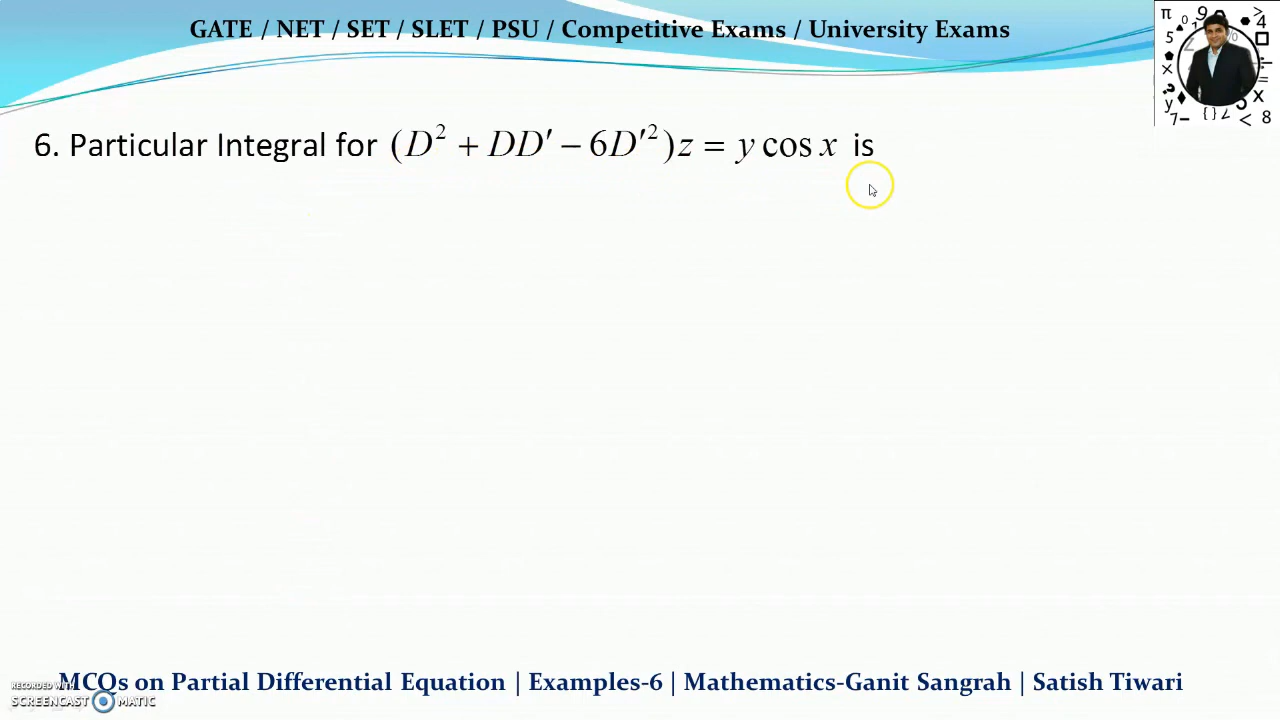 GATE / NET / SET / SLET / PSU / Competitive Exams / University Exams
6. Particular Integral for (D² + DD′ − 6D′²)z = y cos x is
MCQs on Partial Differential Equation | Examples-6 | Mathematics-Ganit Sangrah | Satish Tiwari
RECORDED WITH
SCREENCAST MATIC